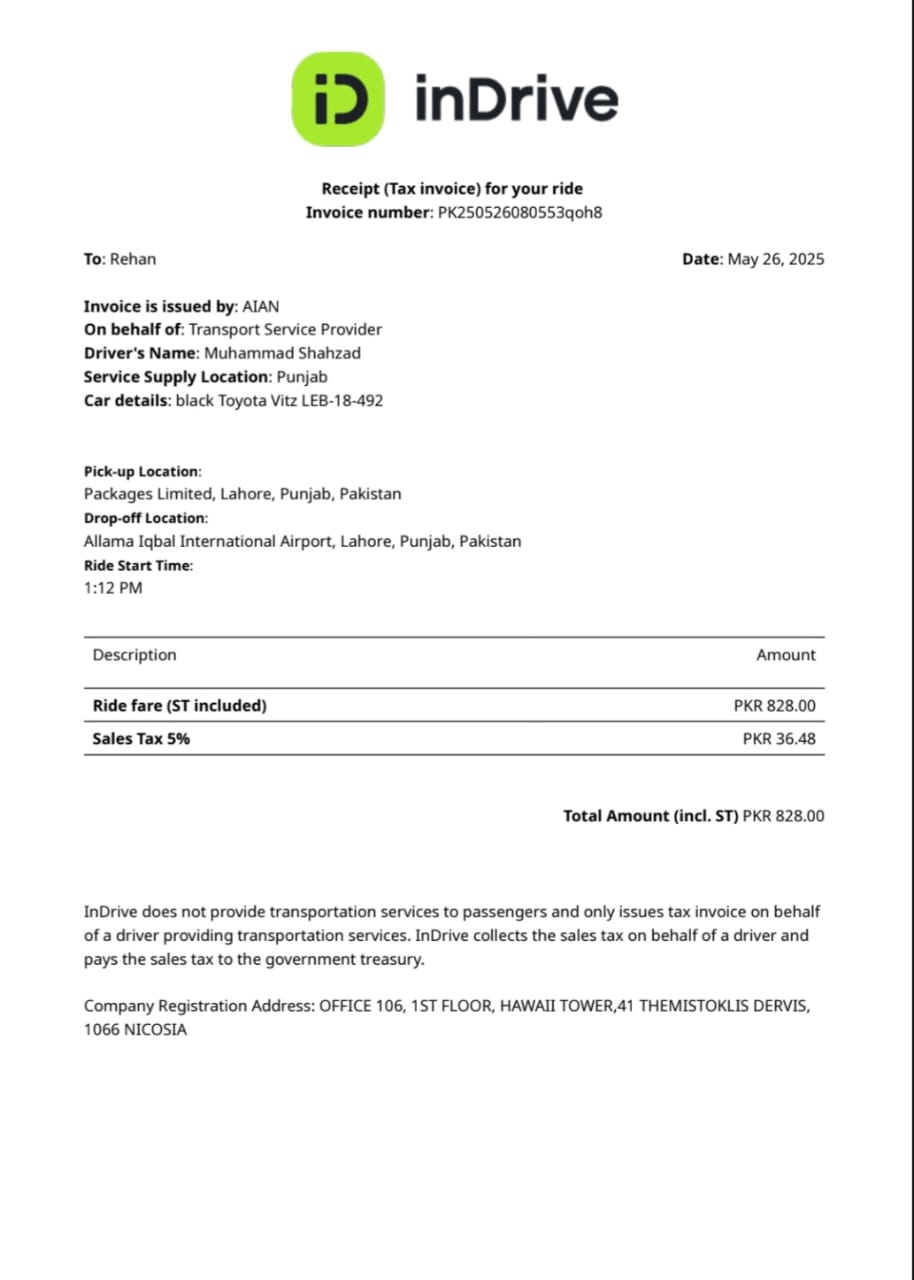 iD inDrive
Receipt (Tax invoice) for your ride
Invoice number: PK250526080553qoh8
To: Rehan
Date: May 26, 2025
Invoice is issued by: AIAN
On behalf of: Transport Service Provider
Driver's Name: Muhammad Shahzad
Service Supply Location: Punjab
Car details: black Toyota Vitz LEB-18-492
Pick-up Location:
Packages Limited, Lahore, Punjab, Pakistan
Drop-off Location:
Allama Iqbal International Airport, Lahore, Punjab, Pakistan
Ride Start Time:
1:12 PM
Description Amount
Ride fare (ST included) PKR 828.00
Sales Tax 5% PKR 36.48
Total Amount (incl. ST) PKR 828.00
InDrive does not provide transportation services to passengers and only issues tax invoice on behalf
of a driver providing transportation services. InDrive collects the sales tax on behalf of a driver and
pays the sales tax to the government treasury.
Company Registration Address: OFFICE 106, 1ST FLOOR, HAWAII TOWER,41 THEMISTOKLIS DERVIS,
1066 NICOSIA